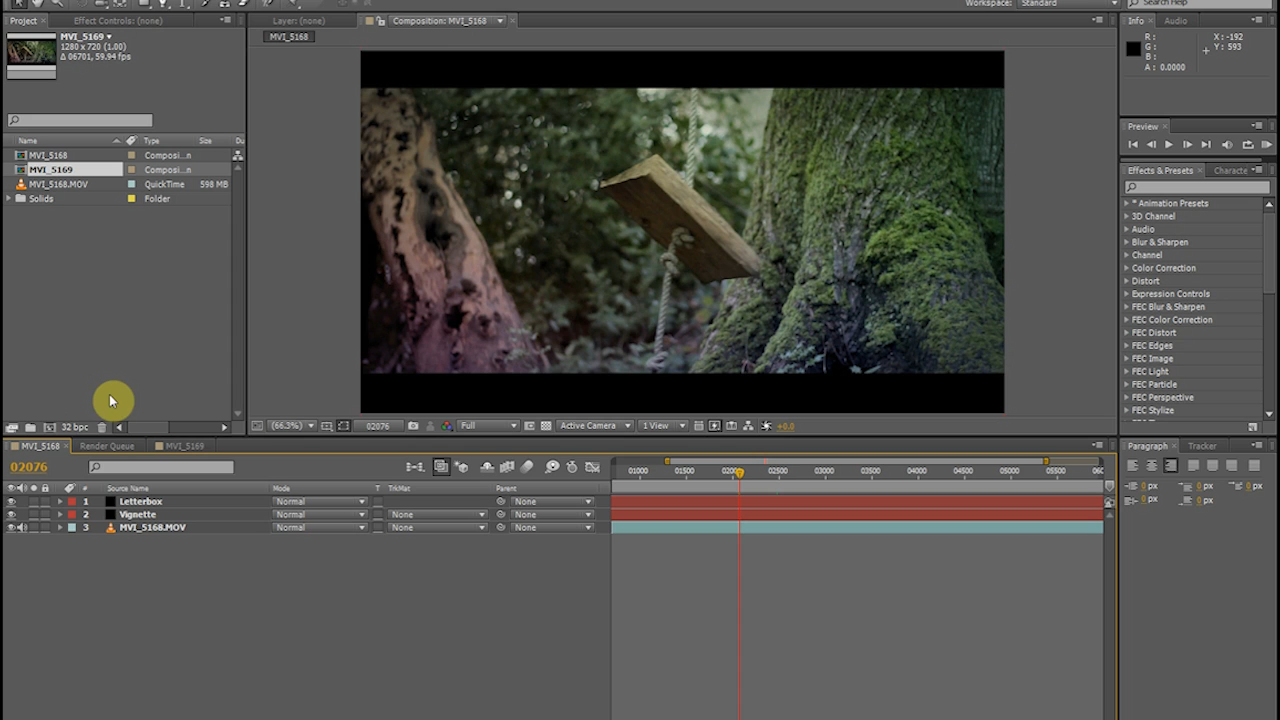 Workspace: Standard Search Help
Project Effect Controls: (none) Layer: (none) Composition: MVI_5168 Info Audio
MVI_5169
1280 x 720 (1.00)
Δ 06701, 59.94 fps
MVI_5168
R :
G :
B :
A : 0.0000
X : -192
Y : 593
Name Type Size Du
MVI_5168 Composi...n
MVI_5169 Composi...n
MVI_5168.MOV QuickTime 598 MB
Solids Folder
Preview
Effects & Presets Characte
* Animation Presets
3D Channel
Audio
Blur & Sharpen
Channel
Color Correction
Distort
Expression Controls
FEC Blur & Sharpen
FEC Color Correction
FEC Distort
FEC Edges
FEC Image
FEC Light
FEC Particle
FEC Perspective
FEC Stylize
32 bpc (66.3%) 02076 Full Active Camera 1 View +0.0
MVI_5168 Render Queue MVI_5169 Paragraph Tracker
02076
01000 01500 02000 02500 03000 03500 04000 04500 05000 05500 060
# Source Name Mode T TrkMat Parent
1 Letterbox Normal None
2 Vignette Normal None None
3 MVI_5168.MOV Normal None None
0 px 0 px 0 px
0 px 0 px